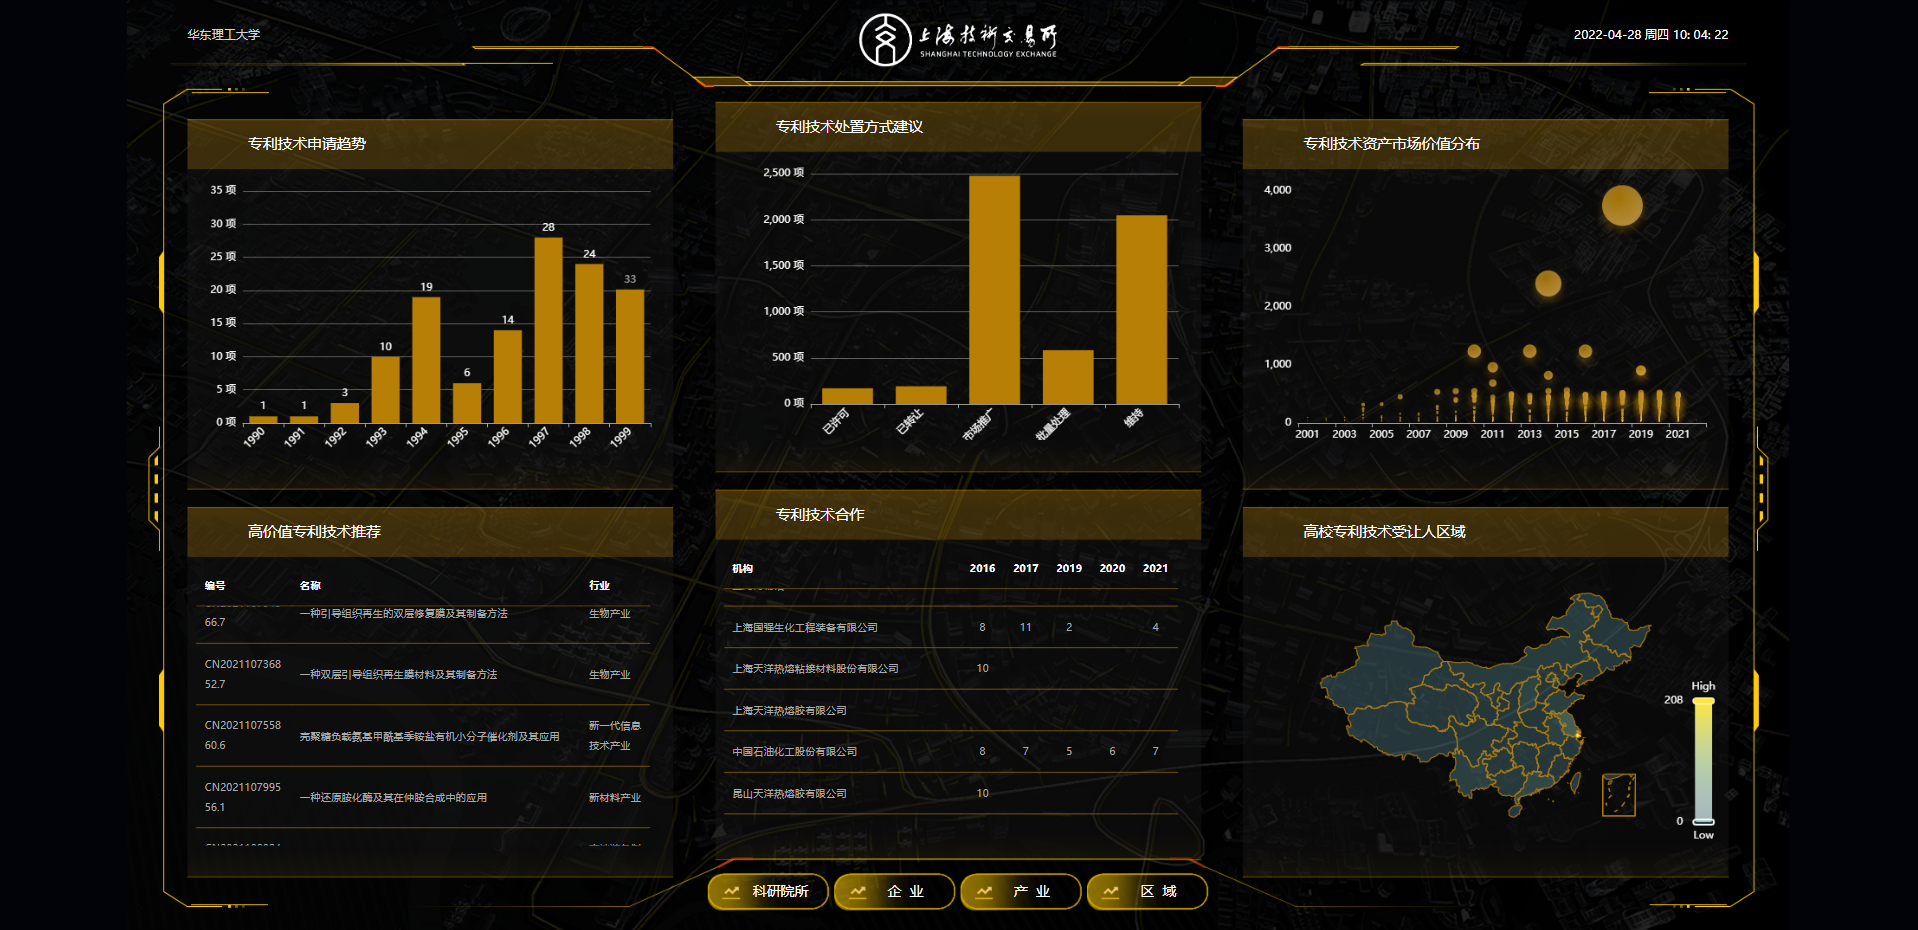 华东理工大学
上海技術交易所
SHANGHAI TECHNOLOGY EXCHANGE
2022-04-28 周四 10: 04: 22
专利技术申请趋势
35 项
30 项
25 项
20 项
15 项
10 项
5 项
0 项
1 1 3 10 19 6 14 28 24 33
1990 1991 1992 1993 1994 1995 1996 1997 1998 1999
专利技术处置方式建议
2,500 项
2,000 项
1,500 项
1,000 项
500 项
0 项
已许可 已转让 市场推广 批量处理 维持
专利技术资产市场价值分布
4,000
3,000
2,000
1,000
0
2001 2003 2005 2007 2009 2011 2013 2015 2017 2019 2021
高价值专利技术推荐
编号 名称 行业
66.7 一种引导组织再生的双层修复膜及其制备方法 生物产业
CN2021107368
52.7 一种双层引导组织再生膜材料及其制备方法 生物产业
CN2021107558
60.6 壳聚糖负载氨基甲酰基季铵盐有机小分子催化剂及其应用 新一代信息
技术产业
CN2021107995
56.1 一种还原胺化酶及其在仲胺合成中的应用 新材料产业
专利技术合作
机构 2016 2017 2019 2020 2021
上海国强生化工程装备有限公司 8 11 2 4
上海天洋热熔粘接材料股份有限公司 10
上海天洋热熔胶有限公司
中国石油化工股份有限公司 8 7 5 6 7
昆山天洋热熔胶有限公司 10
高校专利技术受让人区域
High
208
0
Low
科研院所
企 业
产 业
区 域